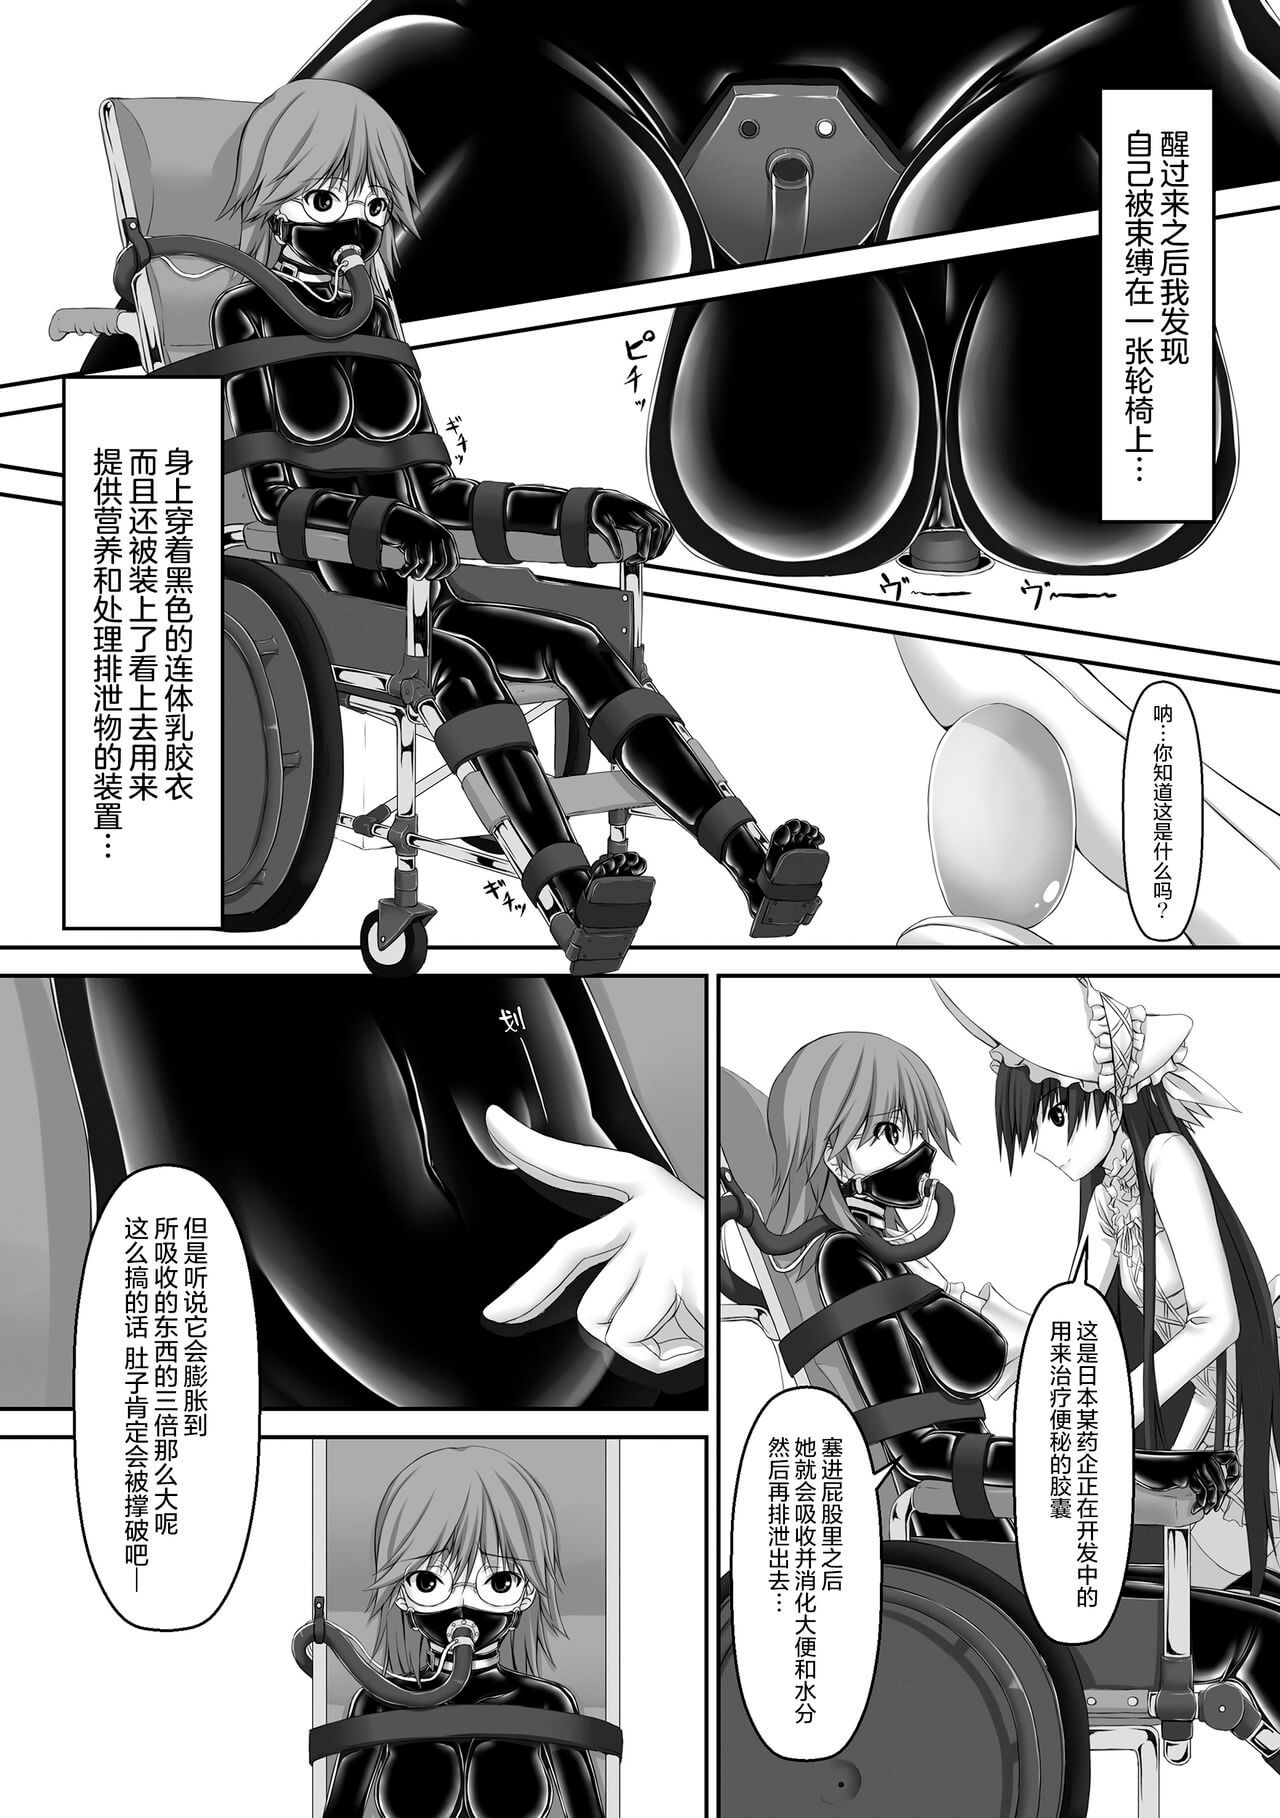 醒过来之后我发现
自己被束缚在一张轮椅上…
ピチッ
ギチッ
身上穿着黑色的连体乳胶衣
而且还被装上了看上去用来
提供营养和处理排泄物的装置…
ヴーー
ヴーー
ギチッ
呐…你知道这是什么吗？
这是日本某药企正在开发中的
用来治疗便秘的胶囊
塞进屁股里之后
她就会吸收并消化大便和水分
然后再排泄出去…
划
但是听说它会膨胀到
所吸收的东西的三倍那么大呢
这么搞的话 肚子肯定会被撑破吧—